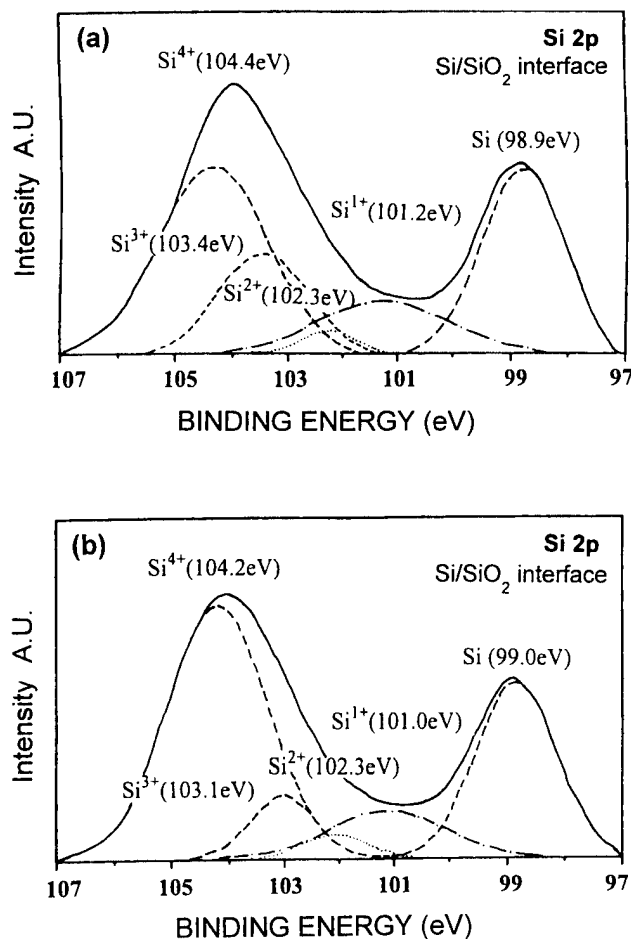 (a)
Si 2p
Si/SiO₂ interface
Si⁴⁺(104.4eV)
Si (98.9eV)
Si¹⁺(101.2eV)
Si³⁺(103.4eV)
Si²⁺(102.3eV)
Intensity A.U.
107 105 103 101 99 97
BINDING ENERGY (eV)
(b)
Si 2p
Si/SiO₂ interface
Si⁴⁺(104.2eV)
Si (99.0eV)
Si¹⁺(101.0eV)
Si²⁺(102.3eV)
Si³⁺(103.1eV)
Intensity A.U.
107 105 103 101 99 97
BINDING ENERGY (eV)